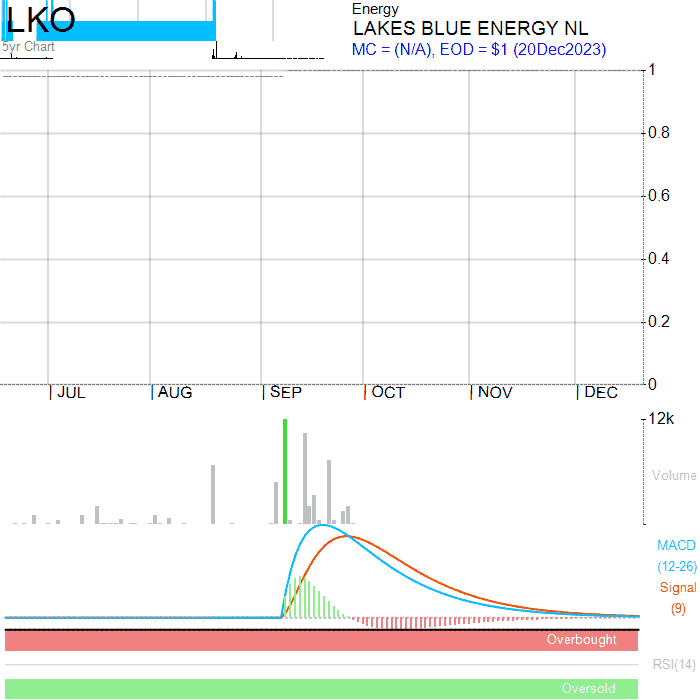 LKO
5yr Chart
Energy
LAKES BLUE ENERGY NL
MC = (N/A), EOD = $1 (20Dec2023)
1
0.8
0.6
0.4
0.2
0
JUL AUG SEP OCT NOV DEC
12k
Volume
MACD
(12-26)
Signal
(9)
Overbought
RSI(14)
Oversold